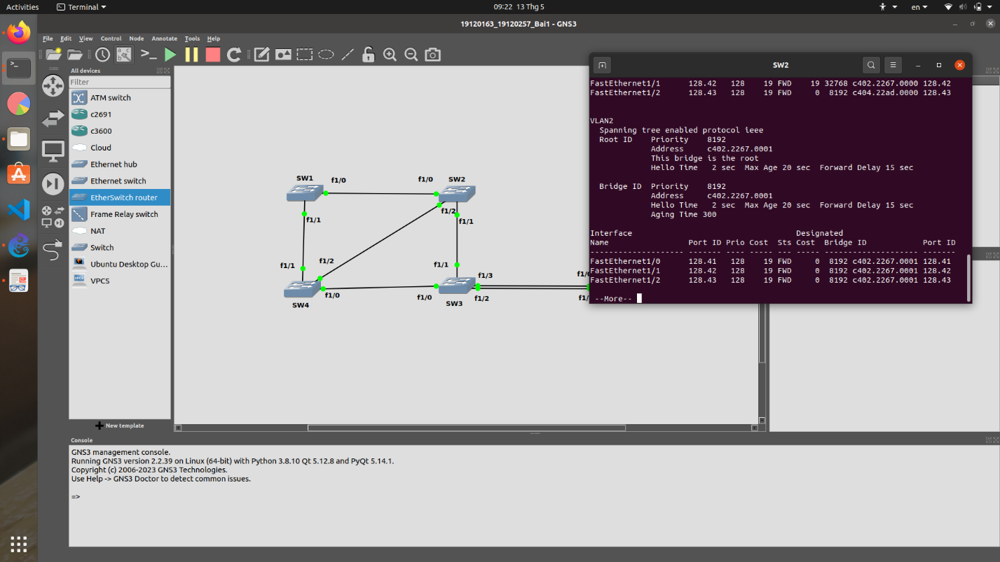 Activities
Terminal
09:22 13 Thg 5
en
19120163_19120257_Bai1 - GNS3
File Edit View Control Node Annotate Tools Help
All devices
Filter
ATM switch
c2691
c3600
Cloud
Ethernet hub
Ethernet switch
EtherSwitch router
Frame Relay switch
NAT
Switch
Ubuntu Desktop Gu...
VPCS
New template
SW1
f1/0
f1/0
SW2
f1/1
f1/2
f1/1
f1/1
f1/2
f1/1
f1/3
SW4
f1/0
f1/0
SW3
f1/2
SW2
FastEthernet1/1 128.42 128 19 FWD 19 32768 c402.2267.0000 128.42
FastEthernet1/2 128.43 128 19 FWD 0 8192 c404.22ad.0000 128.43
VLAN2
Spanning tree enabled protocol ieee
Root ID Priority 8192
Address c402.2267.0001
This bridge is the root
Hello Time 2 sec Max Age 20 sec Forward Delay 15 sec
Bridge ID Priority 8192
Address c402.2267.0001
Hello Time 2 sec Max Age 20 sec Forward Delay 15 sec
Aging Time 300
Interface Designated
Name Port ID Prio Cost Sts Cost Bridge ID Port ID
-------------------- ------- ---- ----- --- ----- -------------------- -------
FastEthernet1/0 128.41 128 19 FWD 0 8192 c402.2267.0001 128.41
FastEthernet1/1 128.42 128 19 FWD 0 8192 c402.2267.0001 128.42
FastEthernet1/2 128.43 128 19 FWD 0 8192 c402.2267.0001 128.43
--More--
Console
GNS3 management console.
Running GNS3 version 2.2.39 on Linux (64-bit) with Python 3.8.10 Qt 5.12.8 and PyQt 5.14.1.
Copyright (c) 2006-2023 GNS3 Technologies.
Use Help -> GNS3 Doctor to detect common issues.
=>